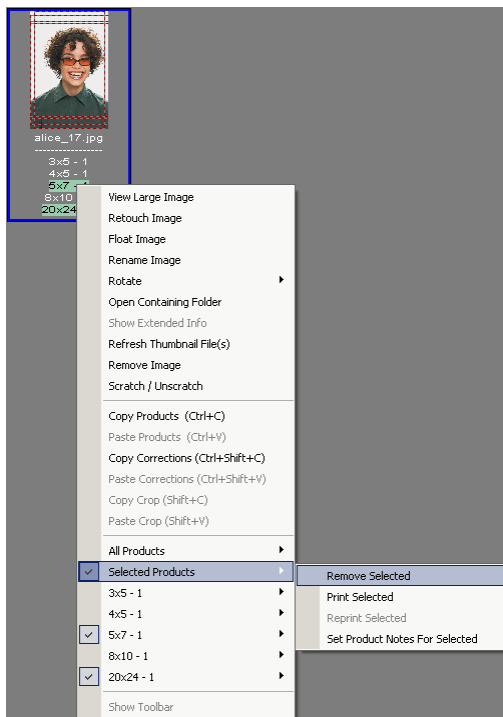 alice_17.jpg
------------------
3x5 - 1
4x5 - 1
5x7 - 1
8x10
20x24
View Large Image
Retouch Image
Float Image
Rename Image
Rotate
Open Containing Folder
Show Extended Info
Refresh Thumbnail File(s)
Remove Image
Scratch / Unscratch
Copy Products (Ctrl+C)
Paste Products (Ctrl+V)
Copy Corrections (Ctrl+Shift+C)
Paste Corrections (Ctrl+Shift+V)
Copy Crop (Shift+C)
Paste Crop (Shift+V)
All Products
Selected Products
Remove Selected
3x5 - 1
Print Selected
4x5 - 1
Reprint Selected
5x7 - 1
Set Product Notes For Selected
8x10 - 1
20x24 - 1
Show Toolbar